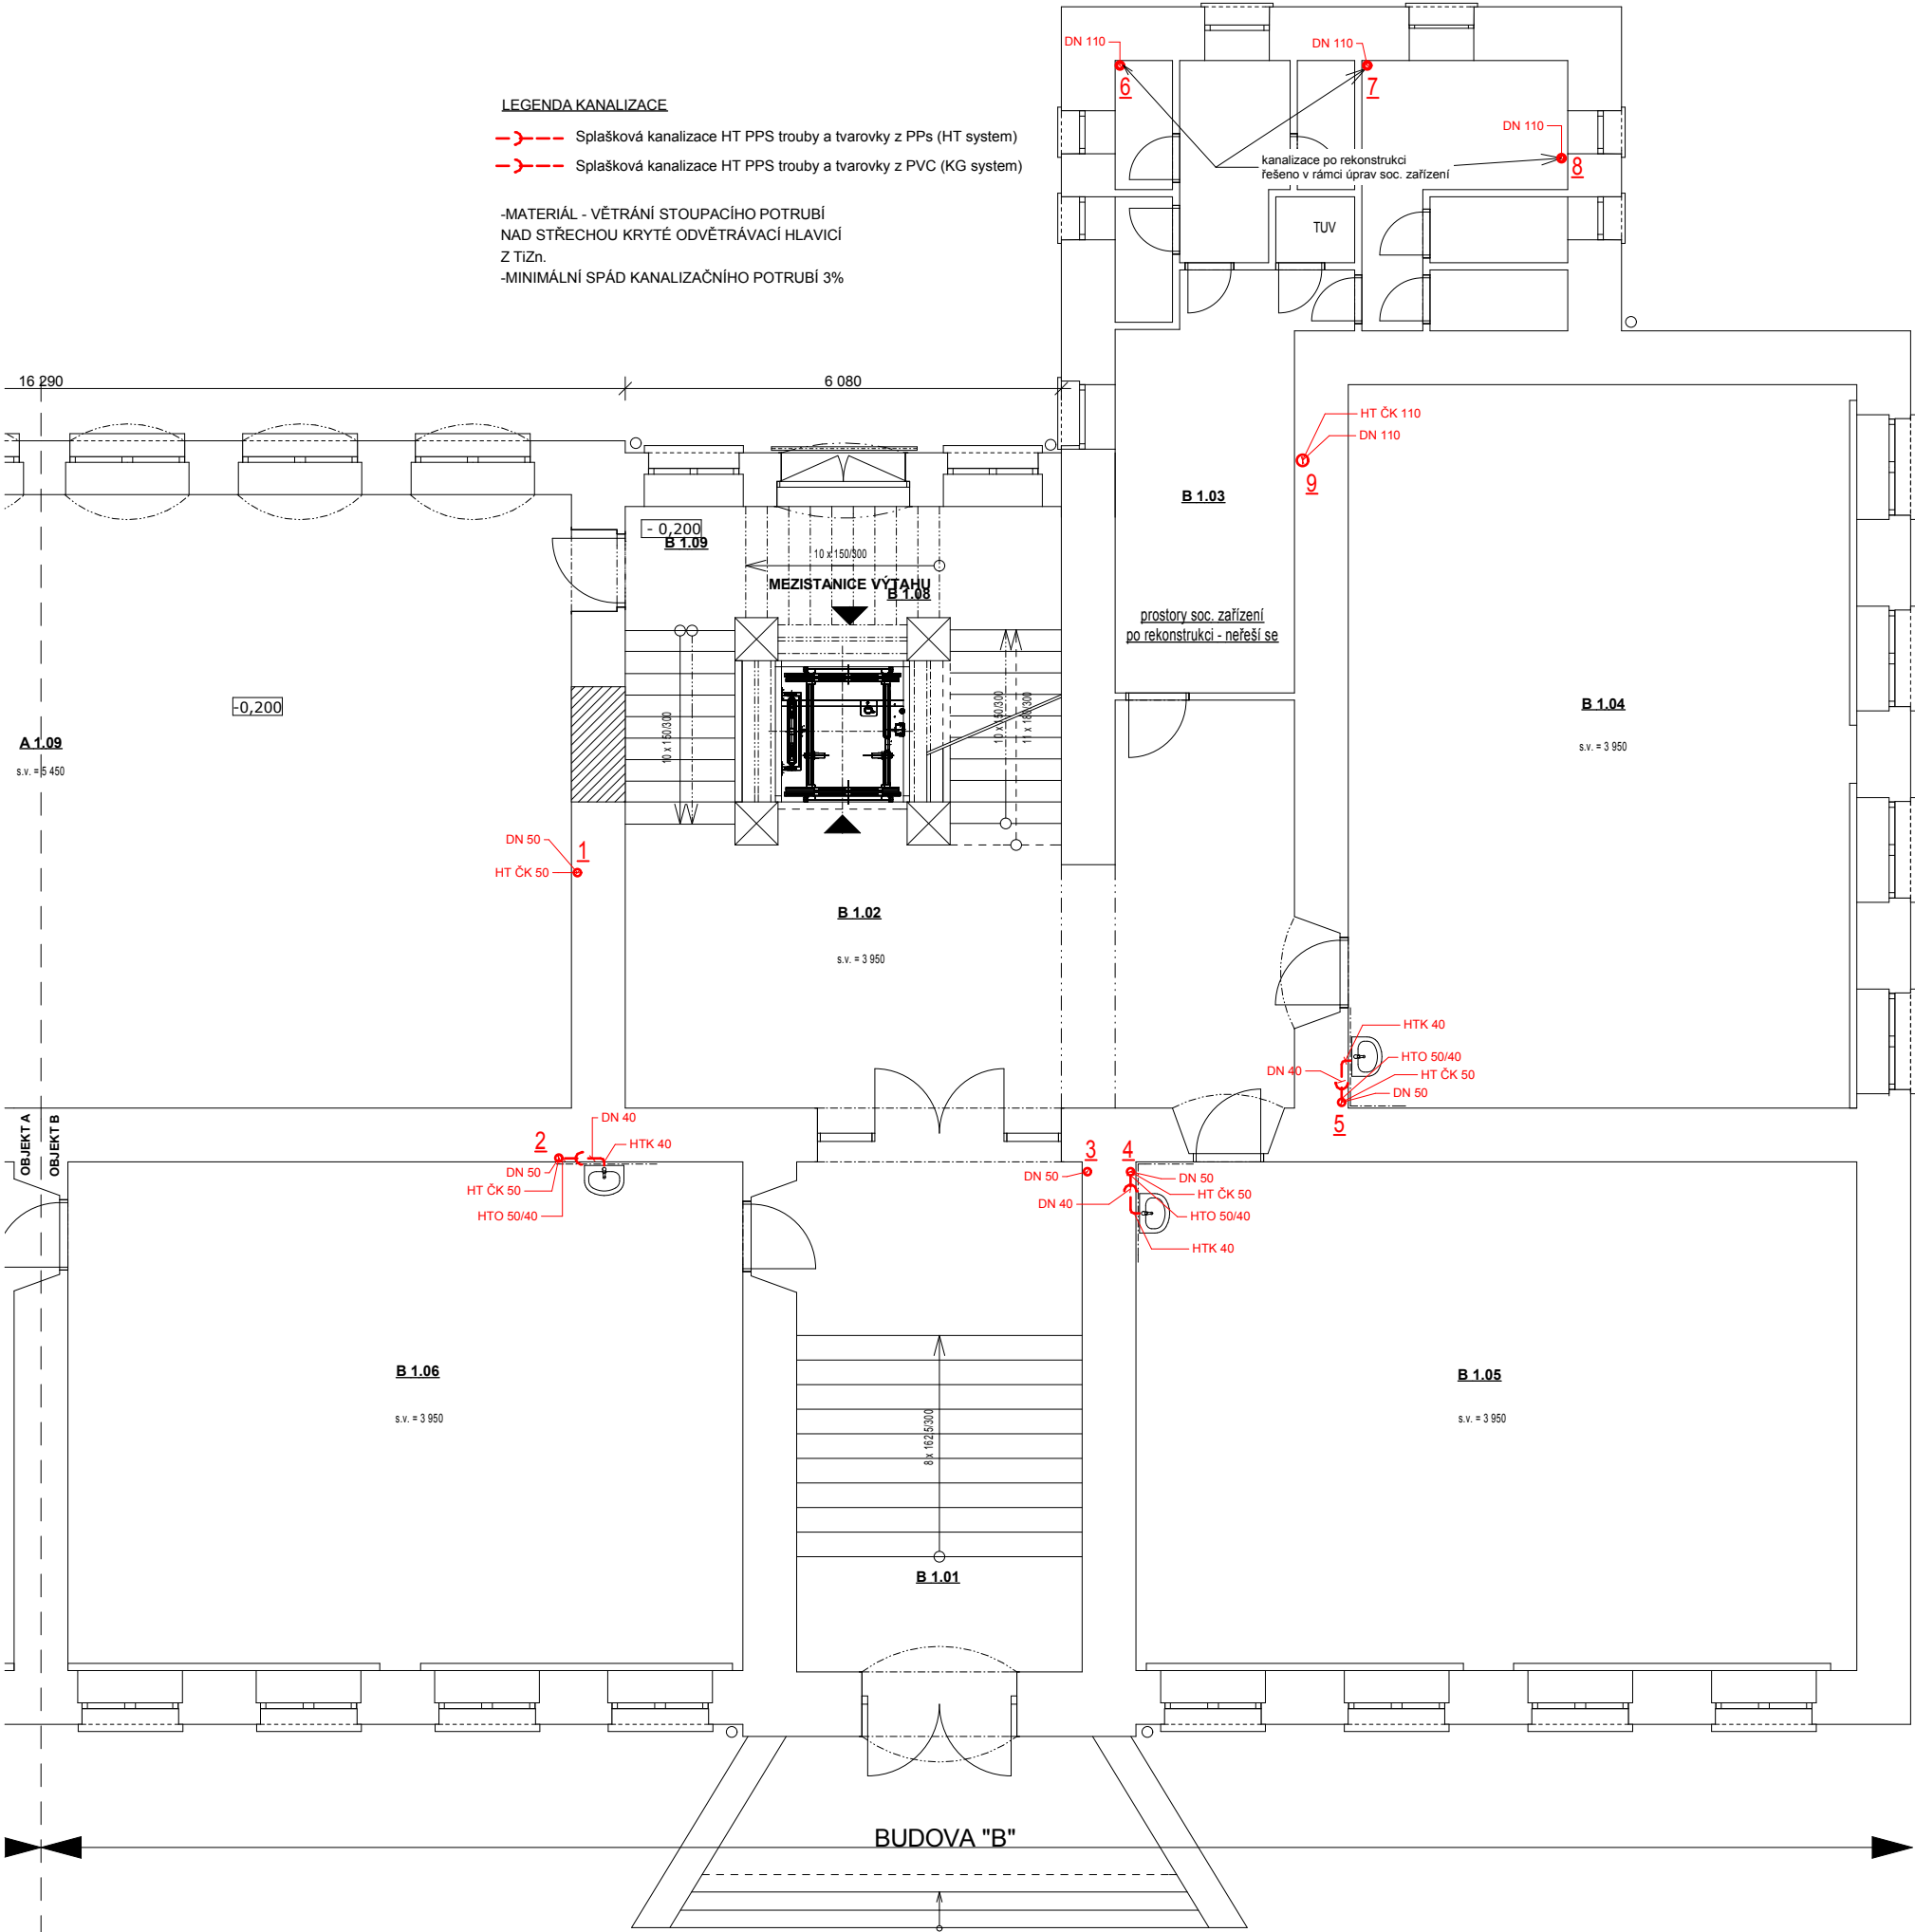 DN 110
6
DN 110
7
DN 110
8
LEGENDA KANALIZACE
Splašková kanalizace HT PPS trouby a tvarovky z PPs (HT system)
Splašková kanalizace HT PPS trouby a tvarovky z PVC (KG system)
kanalizace po rekonstrukci
řešeno v rámci úprav soc. zařízení
-MATERIÁL - VĚTRÁNÍ STOUPACÍHO POTRUBÍ
NAD STŘECHOU KRYTÉ ODVĚTRÁVACÍ HLAVICÍ
Z TiZn.
-MINIMÁLNÍ SPÁD KANALIZAČNÍHO POTRUBÍ 3%
TUV
16 290
6 080
HT ČK 110
DN 110
9
B 1.03
- 0,200
B 1.09
10 x 150/300
MEZISTANICE VÝTAHU
B 1.08
prostory soc. zařízení
po rekonstrukci - neřeší se
-0,200
10 x 150/300
10 x 150/300
11 x 180/300
B 1.04
s.v. = 3 950
A 1.09
s.v. = 5 450
DN 50
1
HT ČK 50
B 1.02
s.v. = 3 950
HTK 40
HTO 50/40
DN 40
HT ČK 50
DN 50
5
OBJEKT A
OBJEKT B
DN 40
2
HTK 40
DN 50
HT ČK 50
HTO 50/40
3
4
DN 50
DN 50
HT ČK 50
DN 40
HTO 50/40
HTK 40
B 1.06
s.v. = 3 950
B 1.05
s.v. = 3 950
8 x 162,5/300
B 1.01
BUDOVA "B"